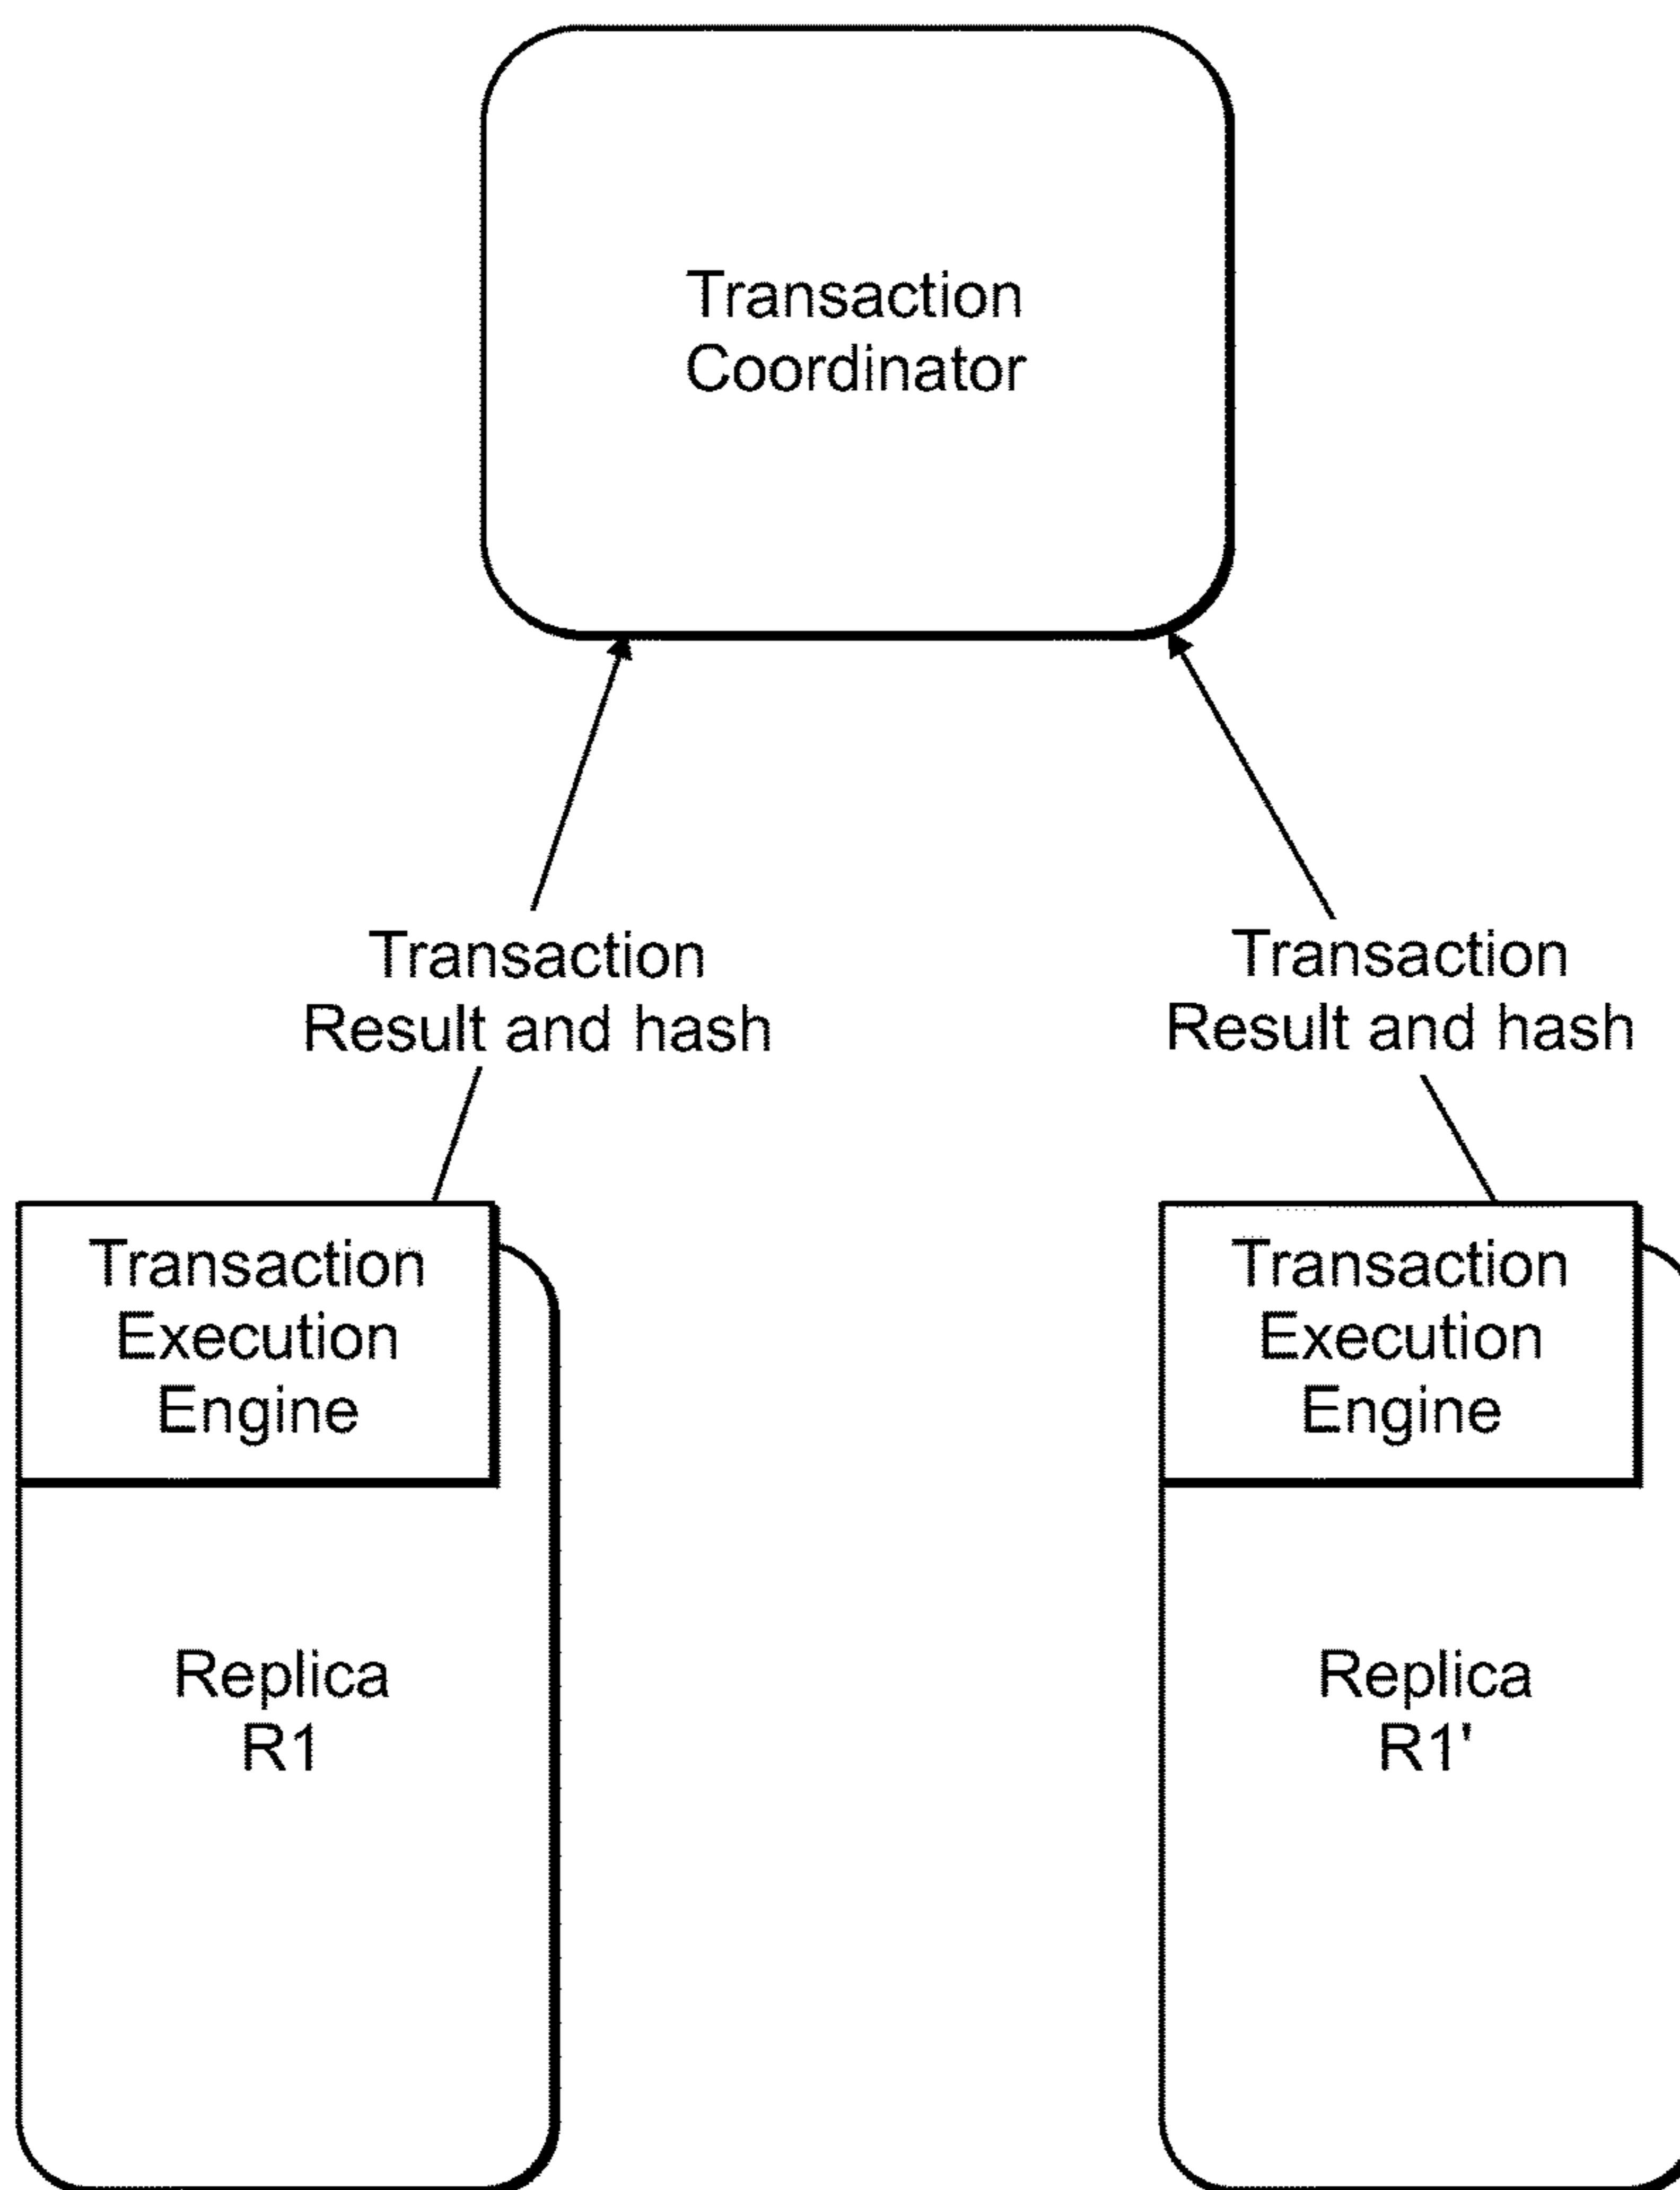 Transaction
Coordinator
Transaction
Result and hash
Transaction
Result and hash
Transaction
Execution
Engine
Transaction
Execution
Engine
Replica
R1
Replica
R1'